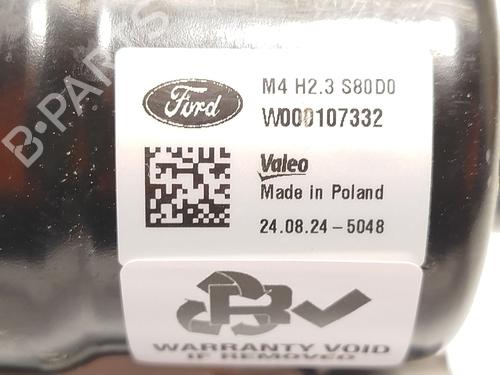 B-PARTS
Ford
M4 H2.3 S80D0
W000107332
Valeo
Made in Poland
24.08.24-5048
B
WARRANTY VOID
IF REMOVED